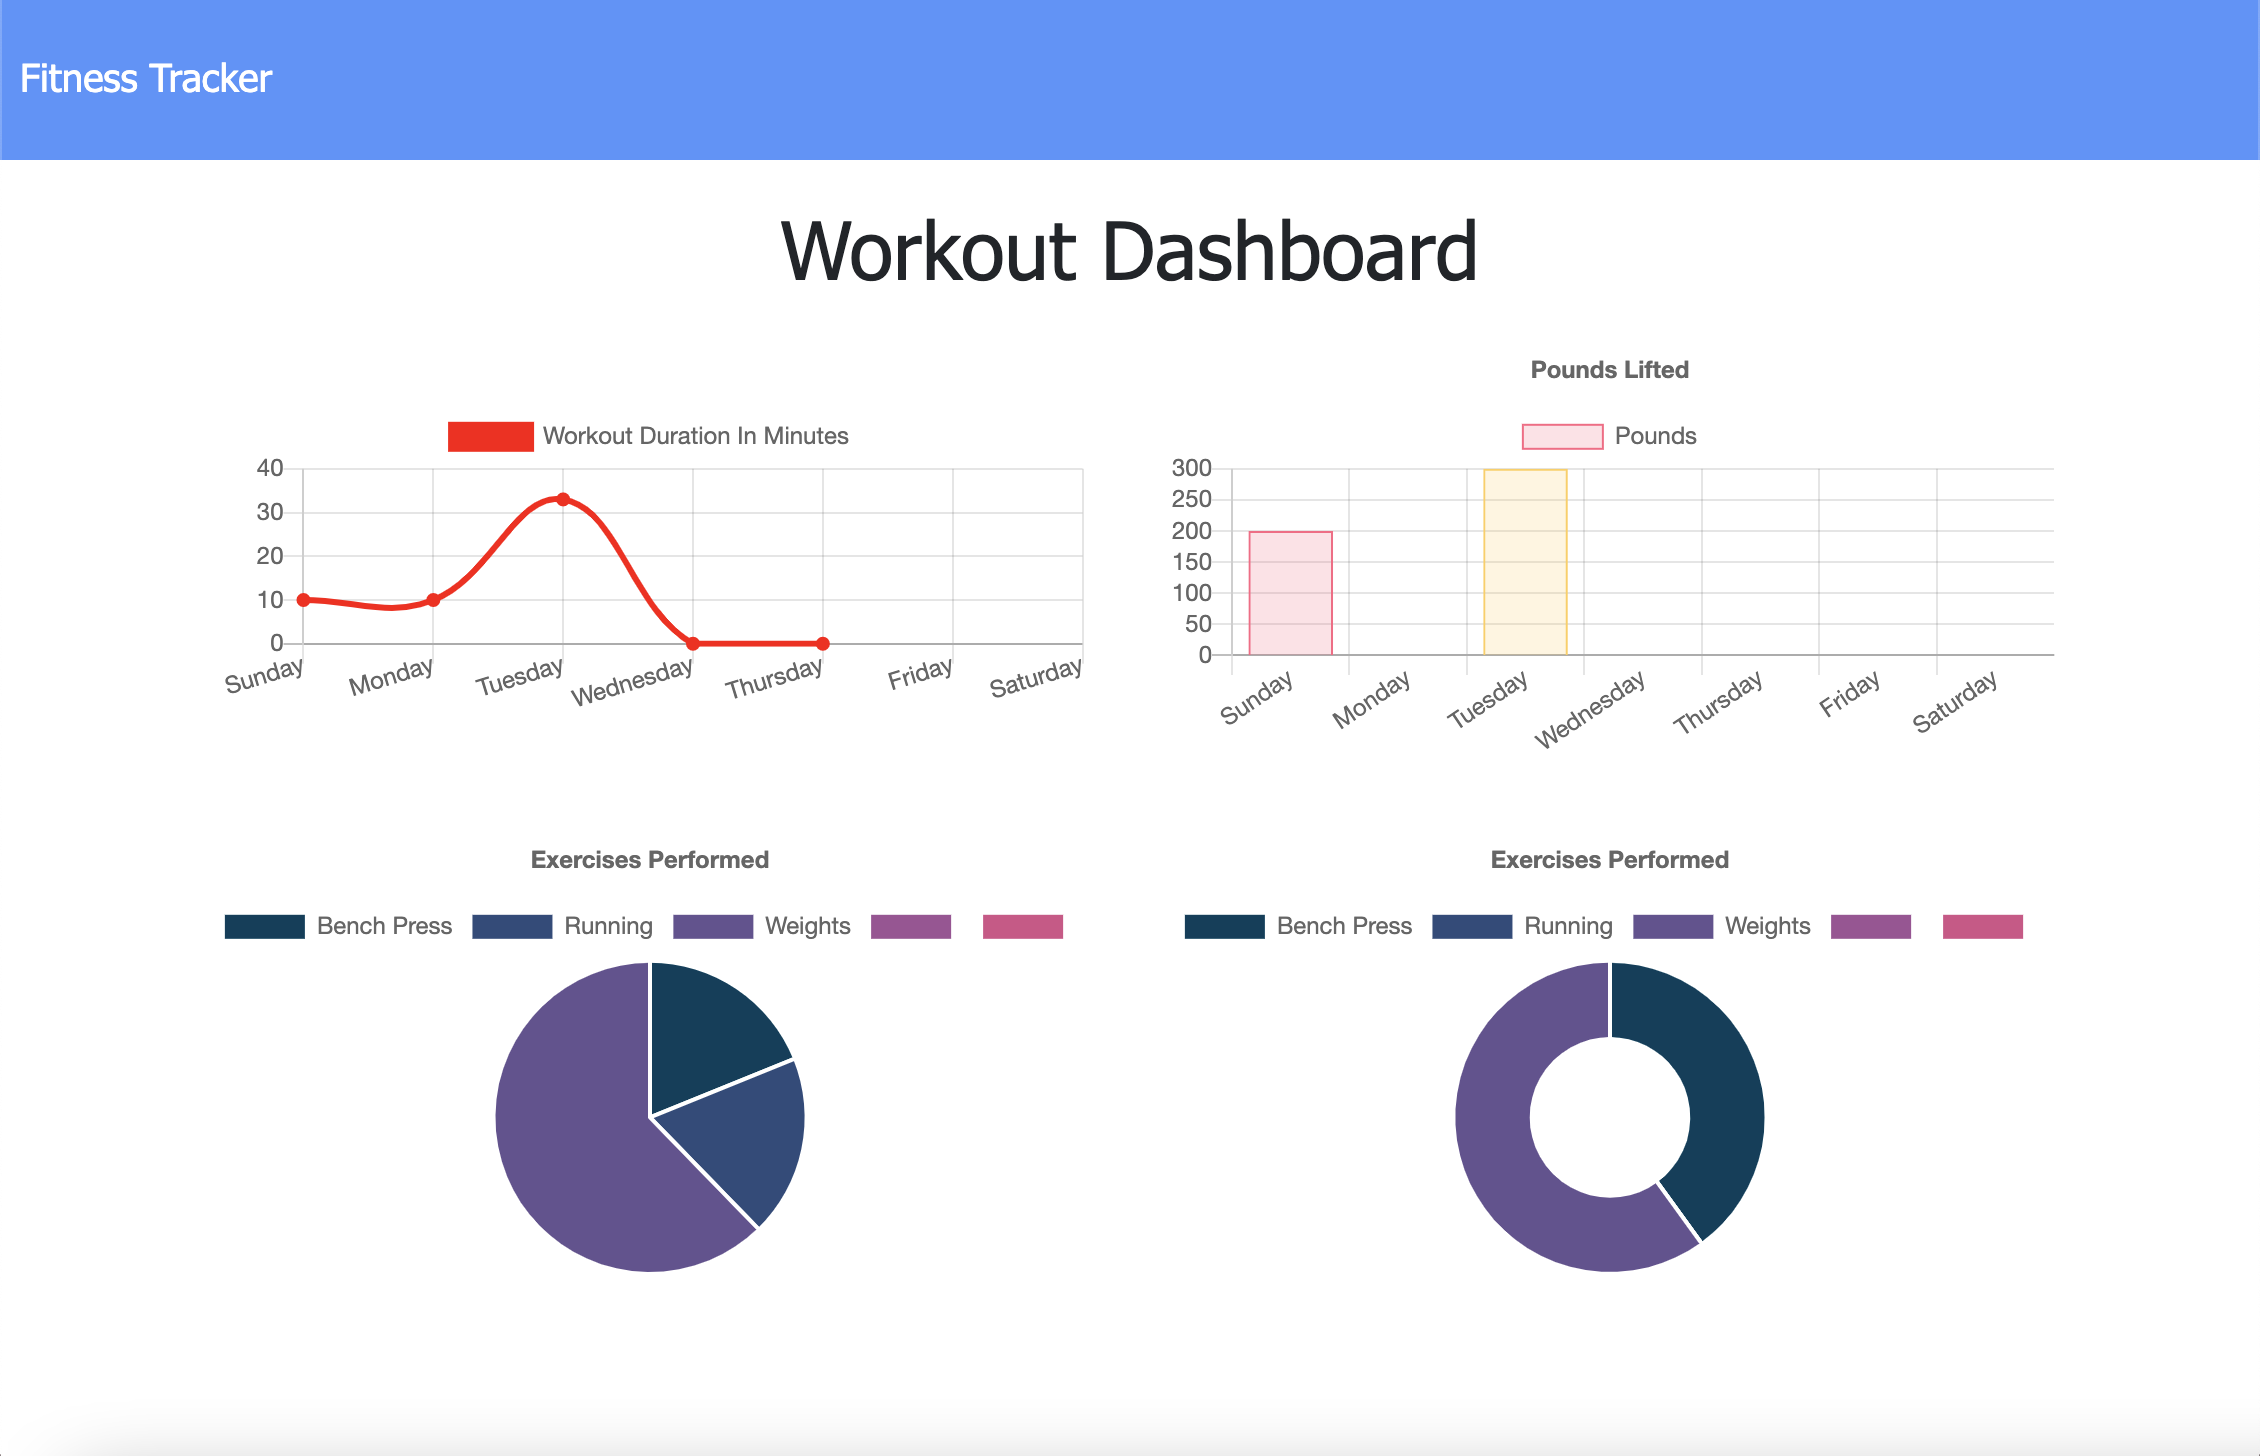 Fitness Tracker
Workout Dashboard
Workout Duration In Minutes
40
30
20
10
0
Sunday Monday Tuesday Wednesday Thursday Friday Saturday
Pounds Lifted
Pounds
300
250
200
150
100
50
0
Sunday Monday Tuesday Wednesday Thursday Friday Saturday
Exercises Performed
Bench Press Running Weights
Exercises Performed
Bench Press Running Weights